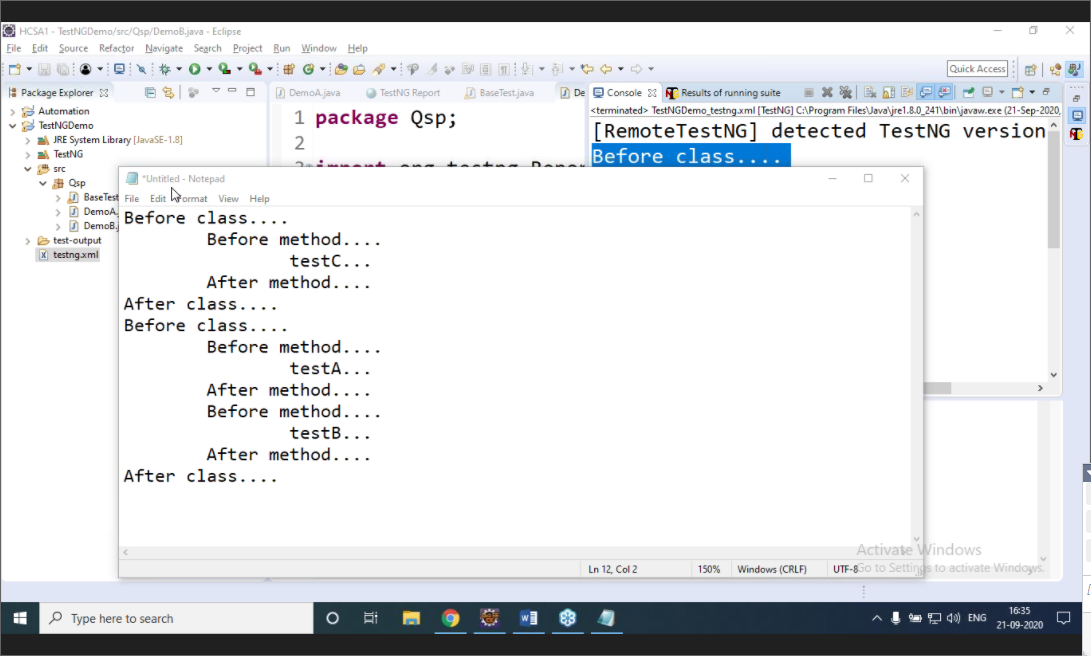 HCSA1 - TestNGDemo/src/Qsp/DemoB.java - Eclipse
File Edit Source Refactor Navigate Search Project Run Window Help
Quick Access
Package Explorer
DemoA.java TestNG Report BaseTest.java De
Console Results of running suite
Automation
TestNGDemo
JRE System Library [JavaSE-1.8]
TestNG
src
Qsp
BaseTest
DemoA.
DemoB.j
test-output
testng.xml
1 package Qsp;
2
<terminated> TestNGDemo_testng.xml [TestNG] C:\Program Files\Java\jre1.8.0_241\bin\javaw.exe (21-Sep-2020,
[RemoteTestNG] detected TestNG version
Before class....
*Untitled - Notepad
File Edit Format View Help
Before class....
Before method....
testC...
After method....
After class....
Before class....
Before method....
testA...
After method....
Before method....
testB...
After method....
After class....
Ln 12, Col 2 150% Windows (CRLF) UTF-8
Activate Windows
Go to Settings to activate Windows.
Type here to search
ENG
16:35
21-09-2020